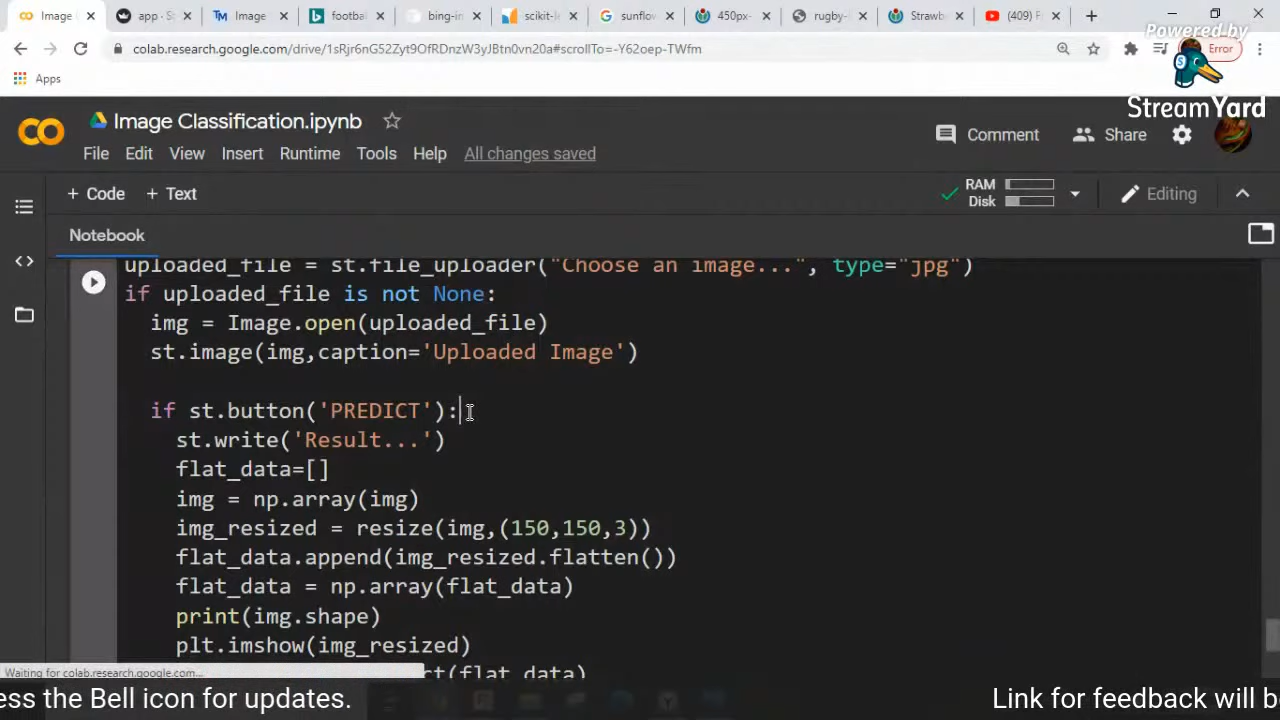 Image
app · S
Image
footba
bing-in
scikit-le
sunflow
450px-
rugby-
Strawb
(409) F
colab.research.google.com/drive/1sRjr6nG52Zyt9OfRDnzW3yJBtn0vn20a#scrollTo=-Y62oep-TWfm
Error
Powered by
StreamYard
Apps
Image Classification.ipynb
Comment
Share
File Edit View Insert Runtime Tools Help All changes saved
+ Code + Text
RAM
Disk
Editing
Notebook
uploaded_file = st.file_uploader("Choose an image...", type="jpg")
if uploaded_file is not None:
img = Image.open(uploaded_file)
st.image(img,caption='Uploaded Image')
if st.button('PREDICT'):
st.write('Result...')
flat_data=[]
img = np.array(img)
img_resized = resize(img,(150,150,3))
flat_data.append(img_resized.flatten())
flat_data = np.array(flat_data)
print(img.shape)
plt.imshow(img_resized)
ct(flat_data)
Waiting for colab.research.google.com...
ess the Bell icon for updates.
Link for feedback will b